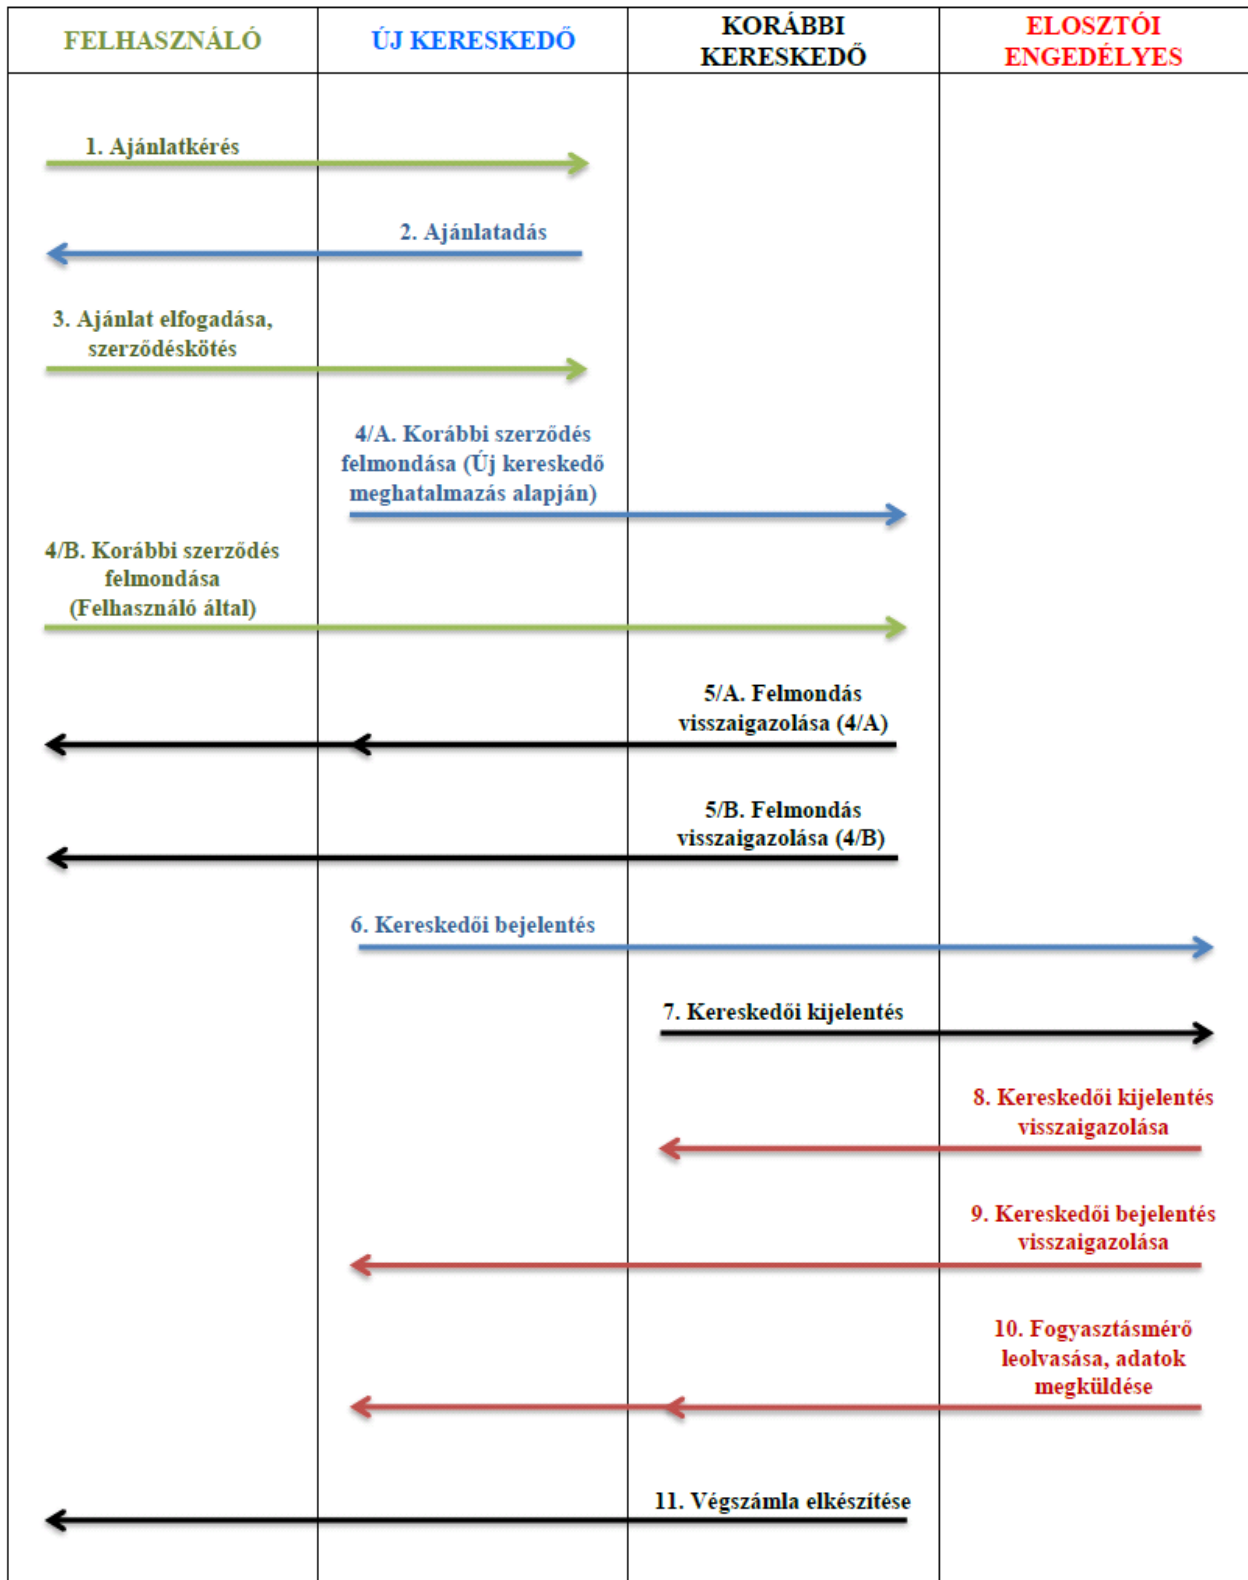 FELHASZNÁLÓ
ÚJ KERESKEDŐ
KORÁBBI
KERESKEDŐ
ELOSZTÓI
ENGEDÉLYES
1. Ajánlatkérés
2. Ajánlatadás
3. Ajánlat elfogadása,
szerződéskötés
4/A. Korábbi szerződés
felmondása (Új kereskedő
meghatalmazás alapján)
4/B. Korábbi szerződés
felmondása
(Felhasználó által)
5/A. Felmondás
visszaigazolása (4/A)
5/B. Felmondás
visszaigazolása (4/B)
6. Kereskedői bejelentés
7. Kereskedői kijelentés
8. Kereskedői kijelentés
visszaigazolása
9. Kereskedői bejelentés
visszaigazolása
10. Fogyasztásmérő
leolvasása, adatok
megküldése
11. Végszámla elkészítése